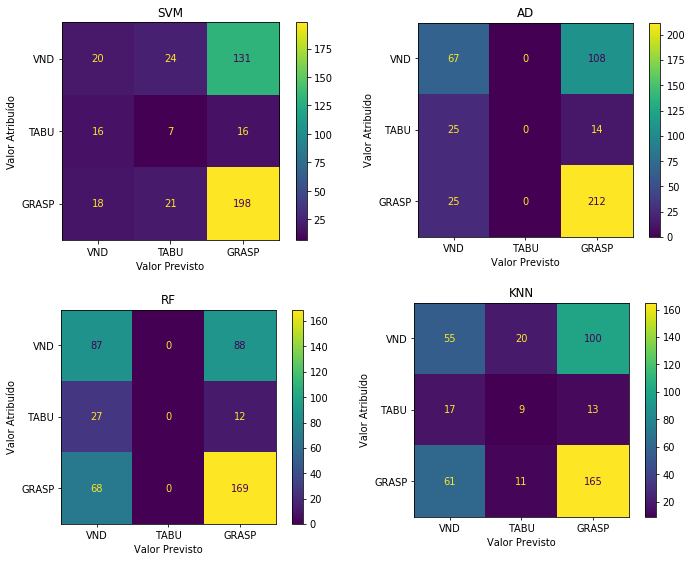 SVM
VND 20 24 131
TABU 16 7 16
GRASP 18 21 198
VND TABU GRASP
Valor Previsto
Valor Atribuído
175
150
125
100
75
50
25
AD
VND 67 0 108
TABU 25 0 14
GRASP 25 0 212
VND TABU GRASP
Valor Previsto
Valor Atribuído
200
175
150
125
100
75
50
25
0
RF
VND 87 0 88
TABU 27 0 12
GRASP 68 0 169
VND TABU GRASP
Valor Previsto
Valor Atribuído
160
140
120
100
80
60
40
20
0
KNN
VND 55 20 100
TABU 17 9 13
GRASP 61 11 165
VND TABU GRASP
Valor Previsto
Valor Atribuído
160
140
120
100
80
60
40
20